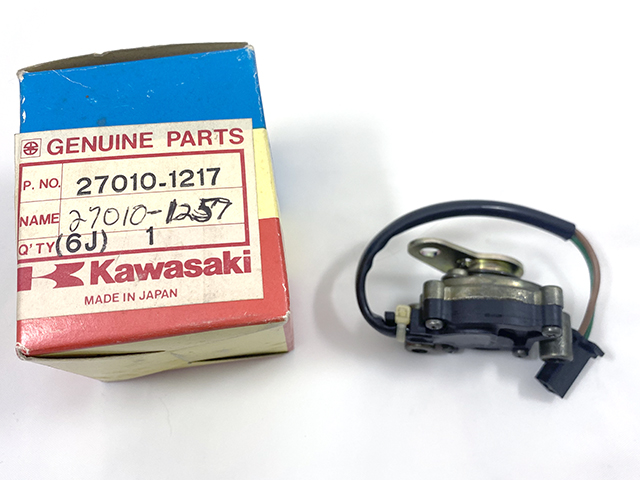 GENUINE PARTS
P. NO. 27010-1217
NAME 27010-1257
Q'TY (6J) 1
Kawasaki
MADE IN JAPAN